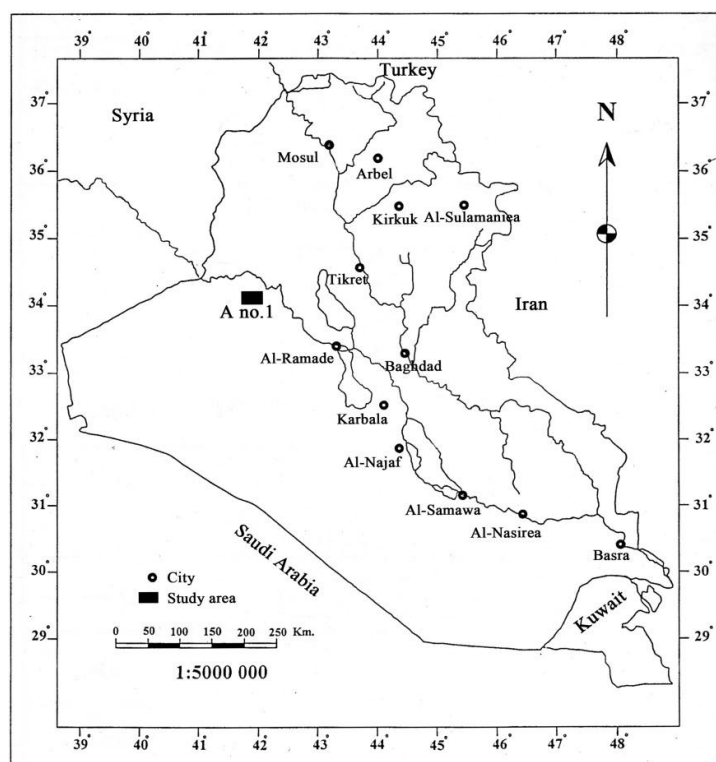 39° 40° 41° 42° 43° 44° 45° 46° 47° 48°
Turkey
37° 37°
Syria
N
Mosul
36° Arbel 36°
Kirkuk Al-Sulamaniea
35° 35°
Tikret
Iran
34° A no.1 34°
Al-Ramade Baghdad
33° 33°
Karbala
32° 32°
Al-Najaf
31° Al-Samawa 31°
Al-Nasirea
Basra
Saudi Arabia
City
30° 30°
Study area
Kuwait
29° 0 50 100 150 200 250 Km. 29°
1:5000 000
39° 40° 41° 42° 43° 44° 45° 46° 47° 48°